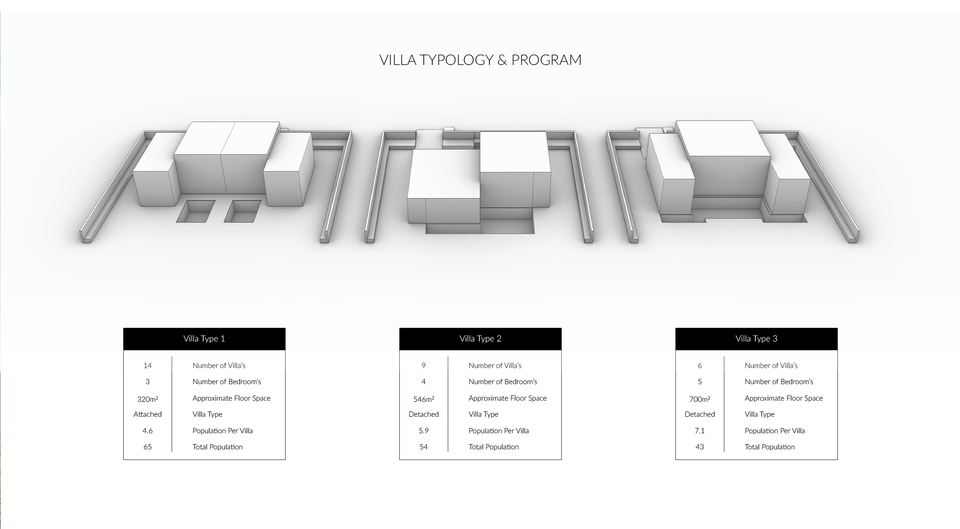 VILLA TYPOLOGY & PROGRAM
Villa Type 1
14 Number of Villa's
3 Number of Bedroom's
320m² Approximate Floor Space
Attached Villa Type
4.6 Population Per Villa
65 Total Population
Villa Type 2
9 Number of Villa's
4 Number of Bedroom's
546m² Approximate Floor Space
Detached Villa Type
5.9 Population Per Villa
54 Total Population
Villa Type 3
6 Number of Villa's
5 Number of Bedroom's
700m² Approximate Floor Space
Detached Villa Type
7.1 Population Per Villa
43 Total Population